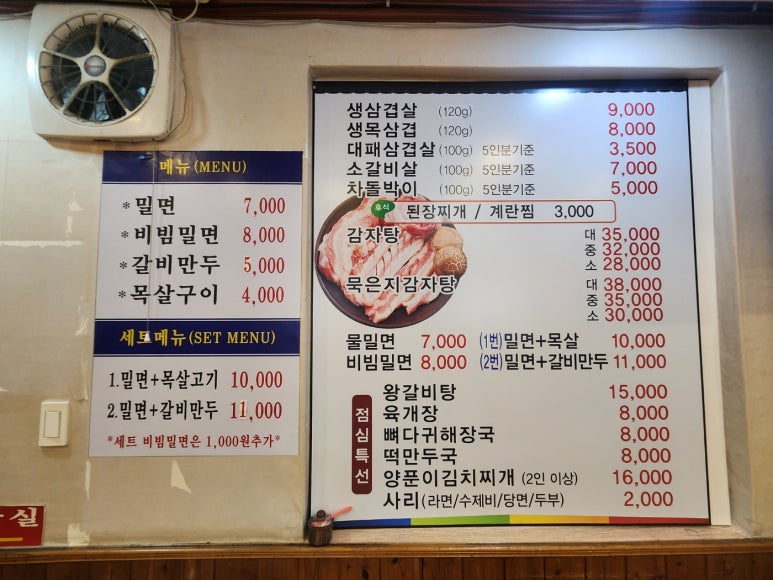 메뉴(MENU)
*밀면 7,000
*비빔밀면 8,000
*갈비만두 5,000
*목살구이 4,000
세트메뉴(SET MENU)
1.밀면+목살고기 10,000
2.밀면+갈비만두 11,000
*세트 비빔밀면은 1,000원추가*
실
생삼겹살 (120g) 9,000
생목삼겹 (120g) 8,000
대패삼겹살 (100g) 5인분기준 3,500
소갈비살 (100g) 5인분기준 7,000
차돌박이 (100g) 5인분기준 5,000
후식 된장찌개 / 계란찜 3,000
감자탕 대 35,000
중 32,000
소 28,000
묵은지감자탕 대 38,000
중 35,000
소 30,000
물밀면 7,000 (1번)밀면+목살 10,000
비빔밀면 8,000 (2번)밀면+갈비만두 11,000
점심특선
왕갈비탕 15,000
육개장 8,000
뼈다귀해장국 8,000
떡만두국 8,000
양푼이김치찌개 (2인 이상) 16,000
사리(라면/수제비/당면/두부) 2,000